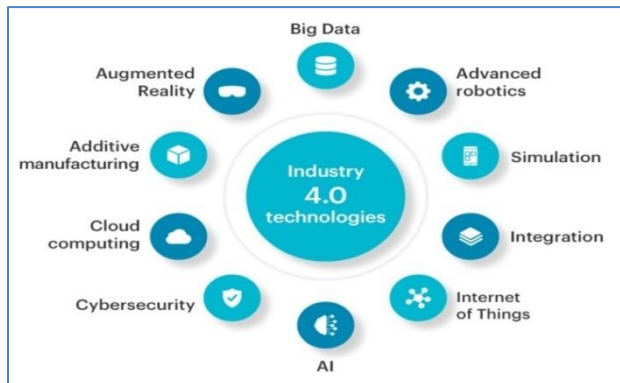 Big Data
Augmented
Reality
Advanced
robotics
Additive
manufacturing
Industry
4.0
technologies
Simulation
Cloud
computing
Integration
Cybersecurity
Internet
of Things
AI